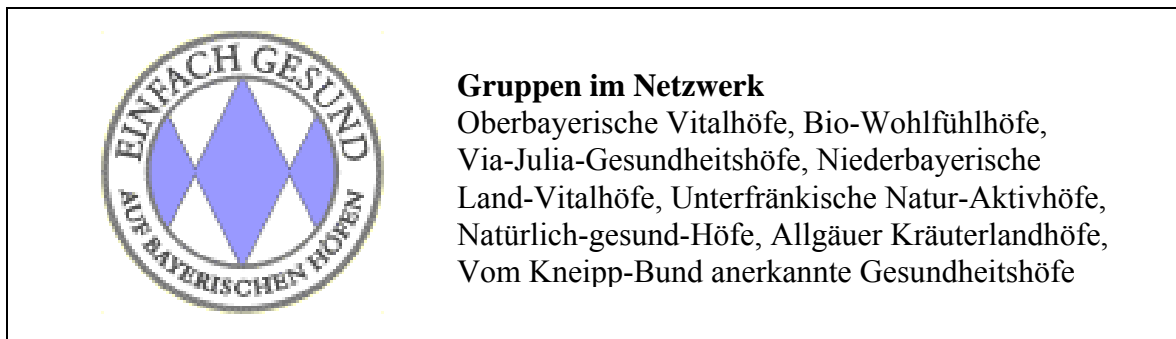 EINFACH GESUND
AUF BAYERISCHEN HÖFEN
Gruppen im Netzwerk
Oberbayerische Vitalhöfe, Bio-Wohlfühlhöfe,
Via-Julia-Gesundheitshöfe, Niederbayerische
Land-Vitalhöfe, Unterfränkische Natur-Aktivhöfe,
Natürlich-gesund-Höfe, Allgäuer Kräuterlandhöfe,
Vom Kneipp-Bund anerkannte Gesundheitshöfe